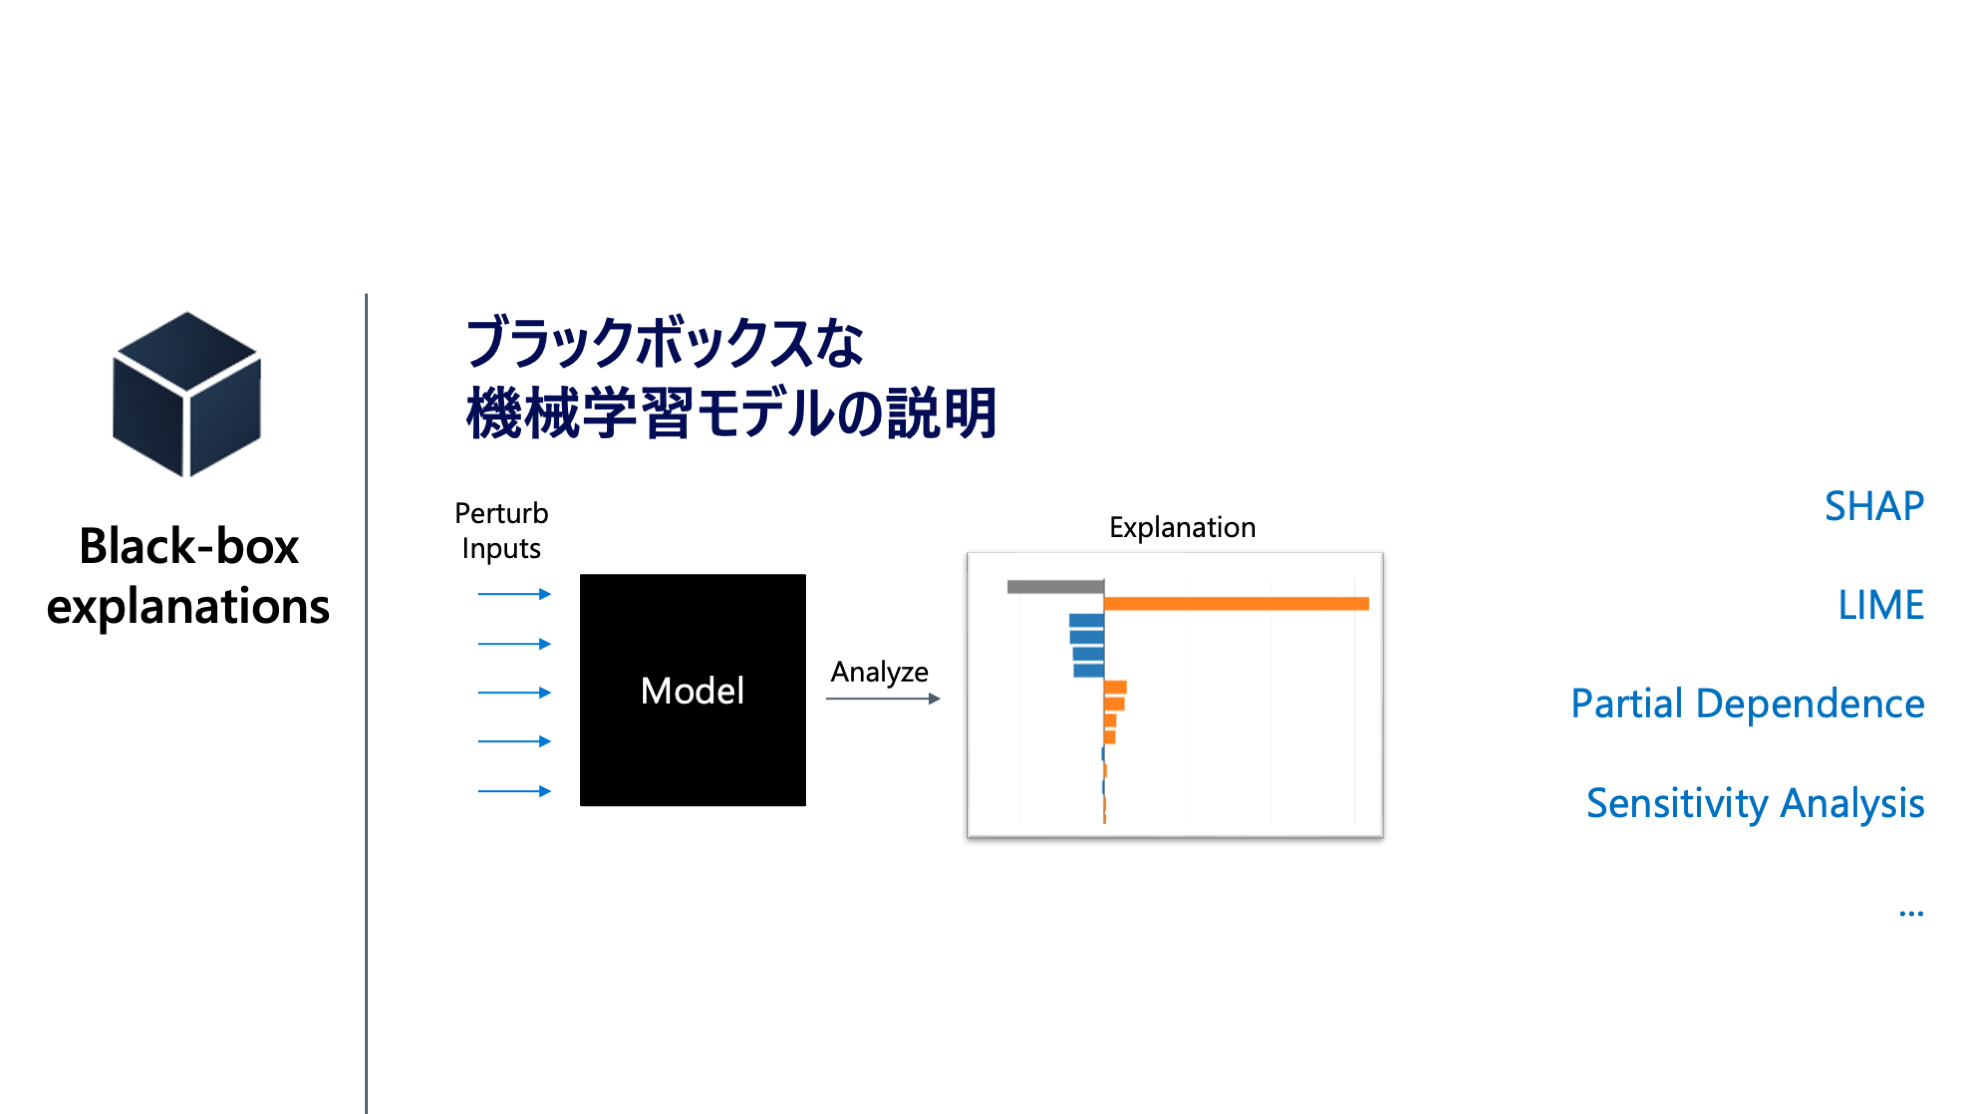 Black-box
explanations
ブラックボックスな
機械学習モデルの説明
Perturb
Inputs
Model
Analyze
Explanation
SHAP
LIME
Partial Dependence
Sensitivity Analysis
...